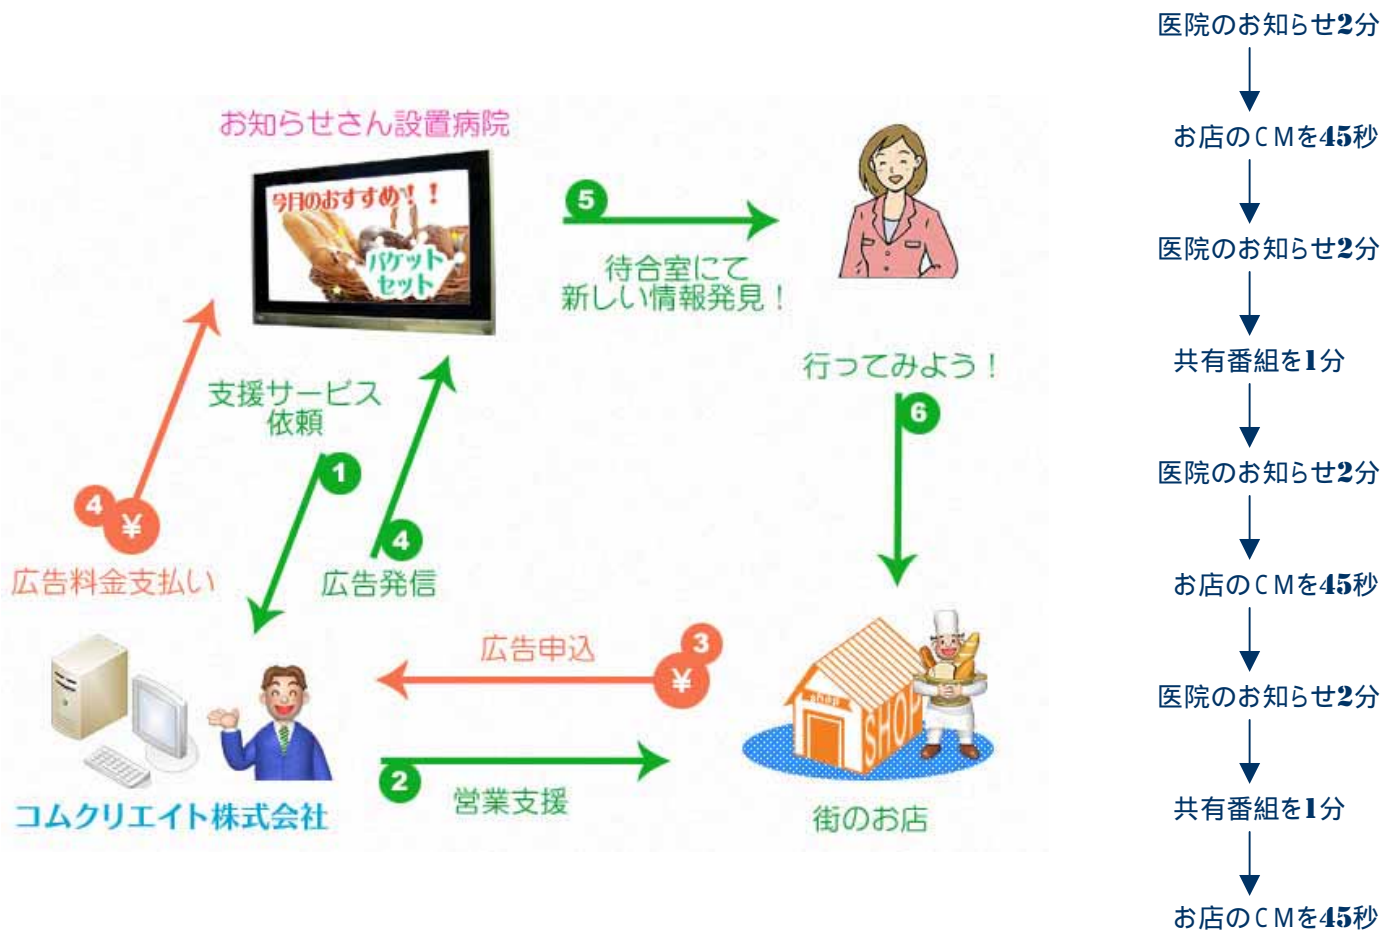 お知らせさん設置病院
今月のおすすめ！！
バケット
セット
5
待合室にて
新しい情報発見！
行ってみよう！
6
支援サービス
依頼
1
4
¥
広告料金支払い
4
広告発信
広告申込
3
¥
2
営業支援
コムクリエイト株式会社
shop
SHOP
街のお店
医院のお知らせ2分
お店のCMを45秒
医院のお知らせ2分
共有番組を1分
医院のお知らせ2分
お店のCMを45秒
医院のお知らせ2分
共有番組を1分
お店のCMを45秒